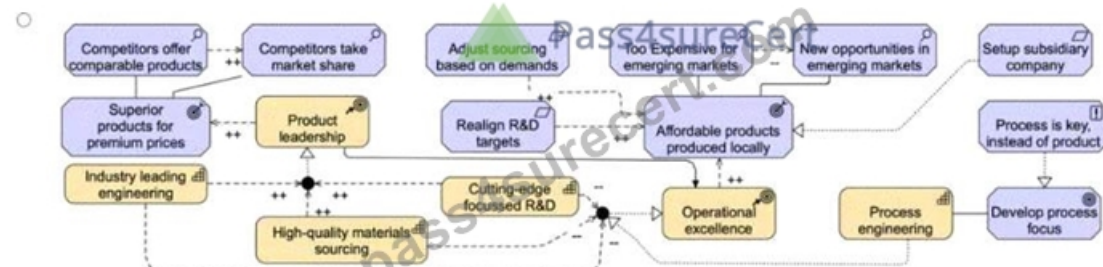 Pass4sureCert
Competitors offer
comparable products
Competitors take
market share
Adjust sourcing
based on demands
Too Expensive for
emerging markets
New opportunities in
emerging markets
Setup subsidiary
company
++
--
Superior
products for
premium prices
++
Product
leadership
Realign R&D
targets
++
++
Affordable products
produced locally
Process is key,
instead of product
Industry leading
engineering
++
++
++
++
Cutting-edge
focussed R&D
--
++
Operational
excellence
Process
engineering
Develop process
focus
High-quality materials
sourcing
--
--
pass4surecert.com